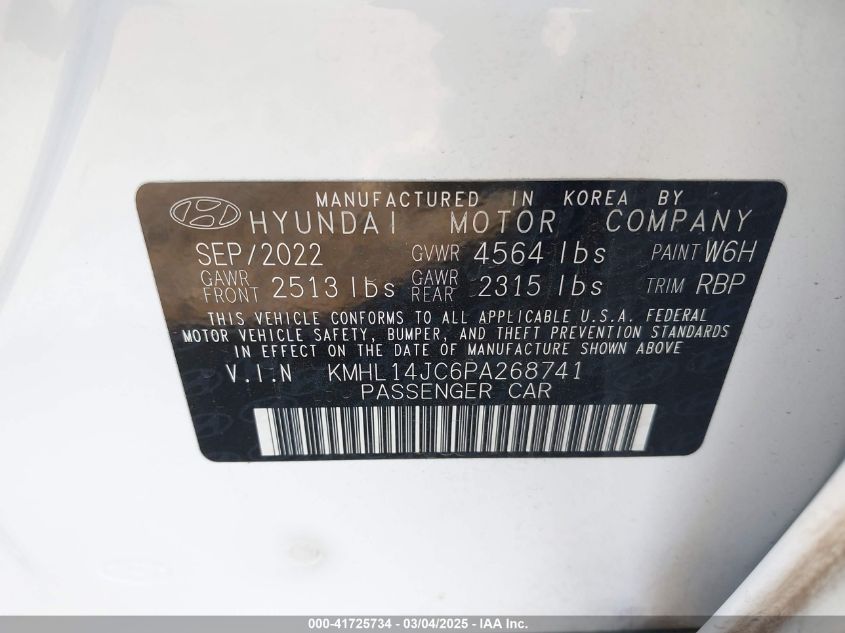 MANUFACTURED IN KOREA BY
HYUNDAI MOTOR COMPANY
SEP/2022 GVWR 4564 lbs PAINT W6H
GAWR FRONT 2513 lbs GAWR REAR 2315 lbs TRIM RBP
THIS VEHICLE CONFORMS TO ALL APPLICABLE U.S.A. FEDERAL
MOTOR VEHICLE SAFETY, BUMPER, AND THEFT PREVENTION STANDARDS
IN EFFECT ON THE DATE OF MANUFACTURE SHOWN ABOVE
V.I.N KMHL14JC6PA268741
PASSENGER CAR
000-41725734 - 03/04/2025 - IAA Inc.